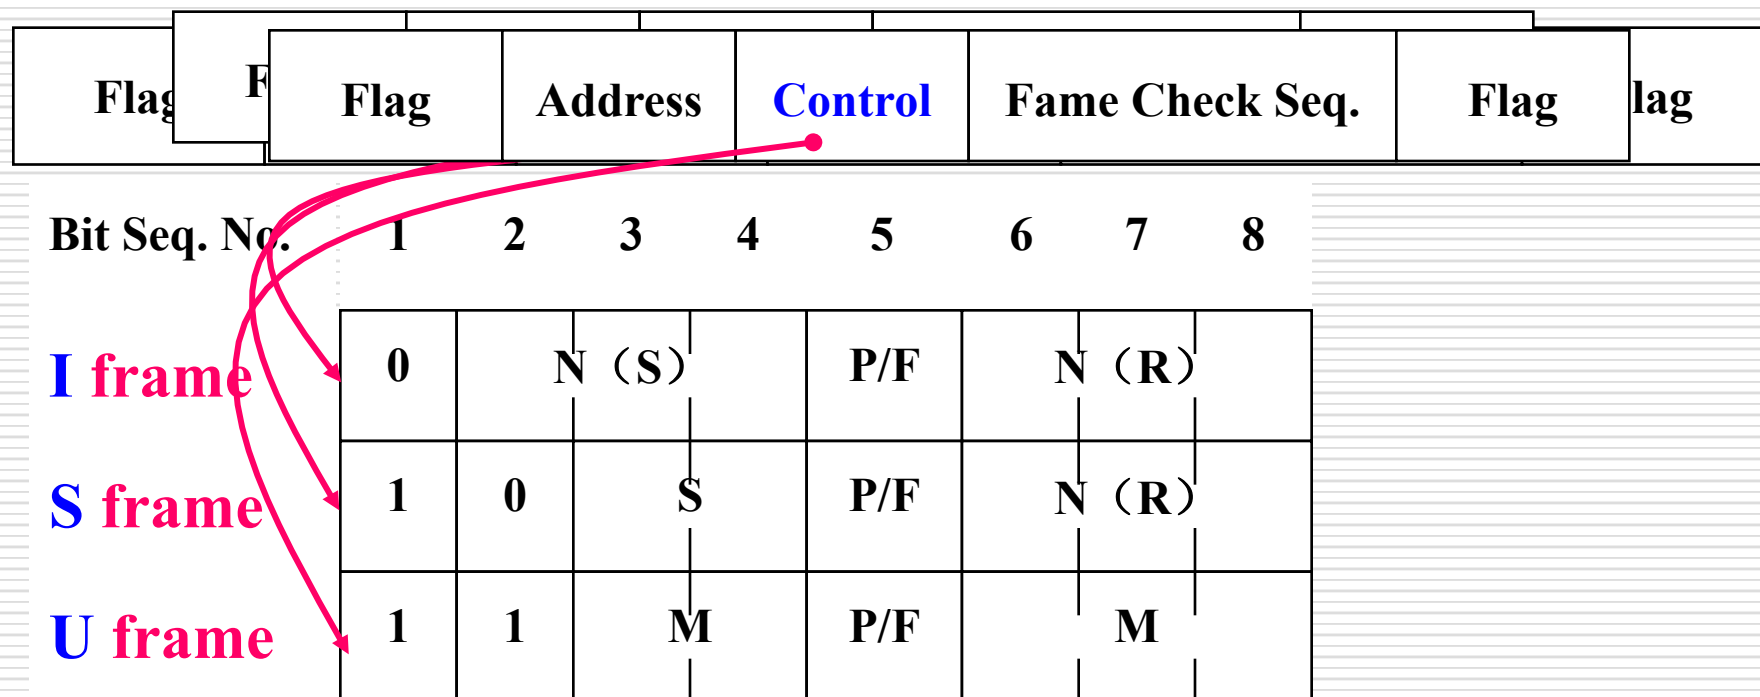 Flag Address Control Fame Check Seq. Flag lag
Bit Seq. No. 1 2 3 4 5 6 7 8
I frame 0 N（S） P/F N（R）
S frame 1 0 S P/F N（R）
U frame 1 1 M P/F M